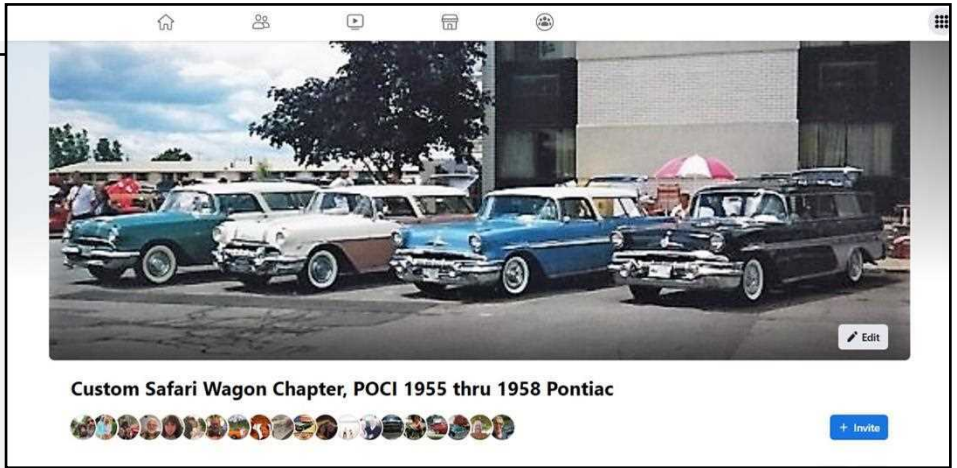 Edit
Custom Safari Wagon Chapter, POCI 1955 thru 1958 Pontiac
+ Invite